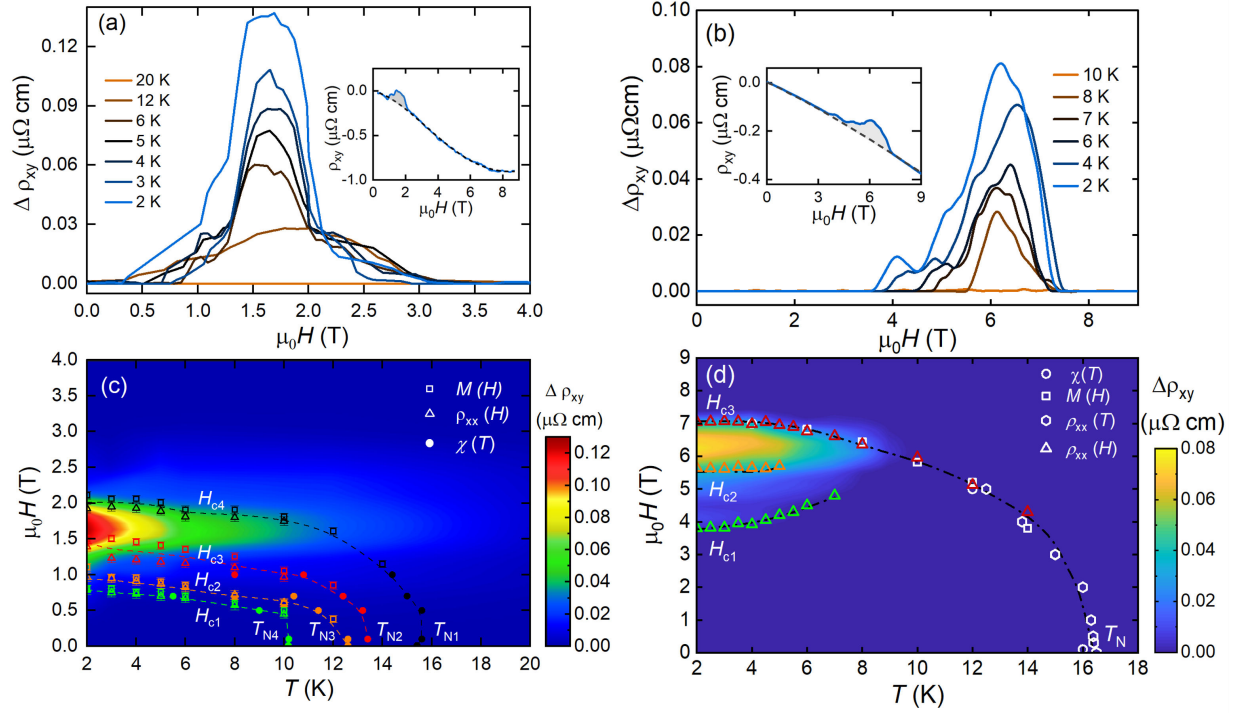 (a)
0.12
0.09
0.06
0.03
0.00
Δ ρxy (μΩ cm)
20 K
12 K
6 K
5 K
4 K
3 K
2 K
0.0 0.5 1.0 1.5 2.0 2.5 3.0 3.5 4.0
μ0H (T)
0.0
-0.5
-1.0
ρxy (μΩ cm)
0 2 4 6 8
μ0H (T)
(b)
0.10
0.08
0.06
0.04
0.02
0.00
Δρxy (μΩcm)
10 K
8 K
7 K
6 K
4 K
2 K
0 2 4 6 8
μ0H (T)
0.0
-0.2
-0.4
ρxy (μΩ cm)
0 3 6 9
μ0H (T)
(c)
4.0
3.5
3.0
2.5
2.0
1.5
1.0
0.5
0.0
μ0H (T)
M (H)
ρxx (H)
χ (T)
Hc4
Hc3
Hc2
Hc1
TN4 TN3 TN2 TN1
2 4 6 8 10 12 14 16 18 20
T (K)
Δ ρxy
(μΩ cm)
0.12
0.10
0.08
0.06
0.04
0.02
0.00
(d)
9
8
7
6
5
4
3
2
1
0
μ0H (T)
χ(T)
M(H)
ρxx (T)
ρxx (H)
Hc3
Hc2
Hc1
TN
2 4 6 8 10 12 14 16 18
T (K)
Δρxy
(μΩ cm)
0.08
0.06
0.04
0.02
0.00